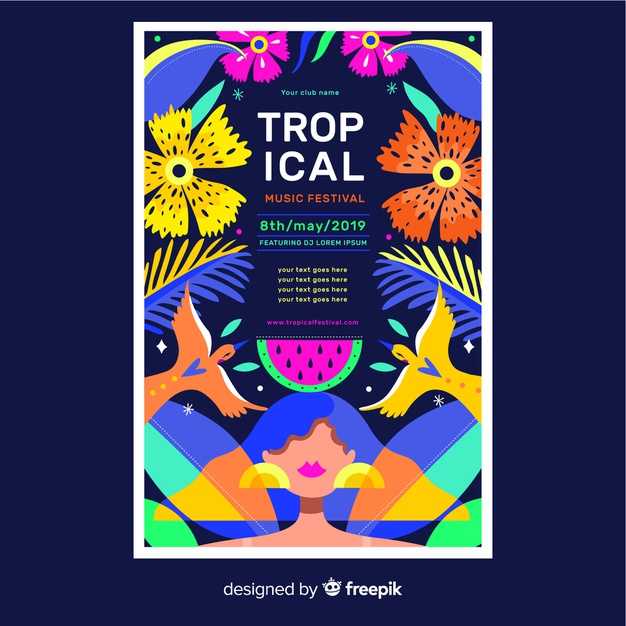 Your club name
TROP
ICAL
MUSIC FESTIVAL
8th/may/2019
FEATURING DJ LOREM IPSUM
your text goes here
your text goes here
your text goes here
your text goes here
www.tropicalfestival.com
designed by freepik